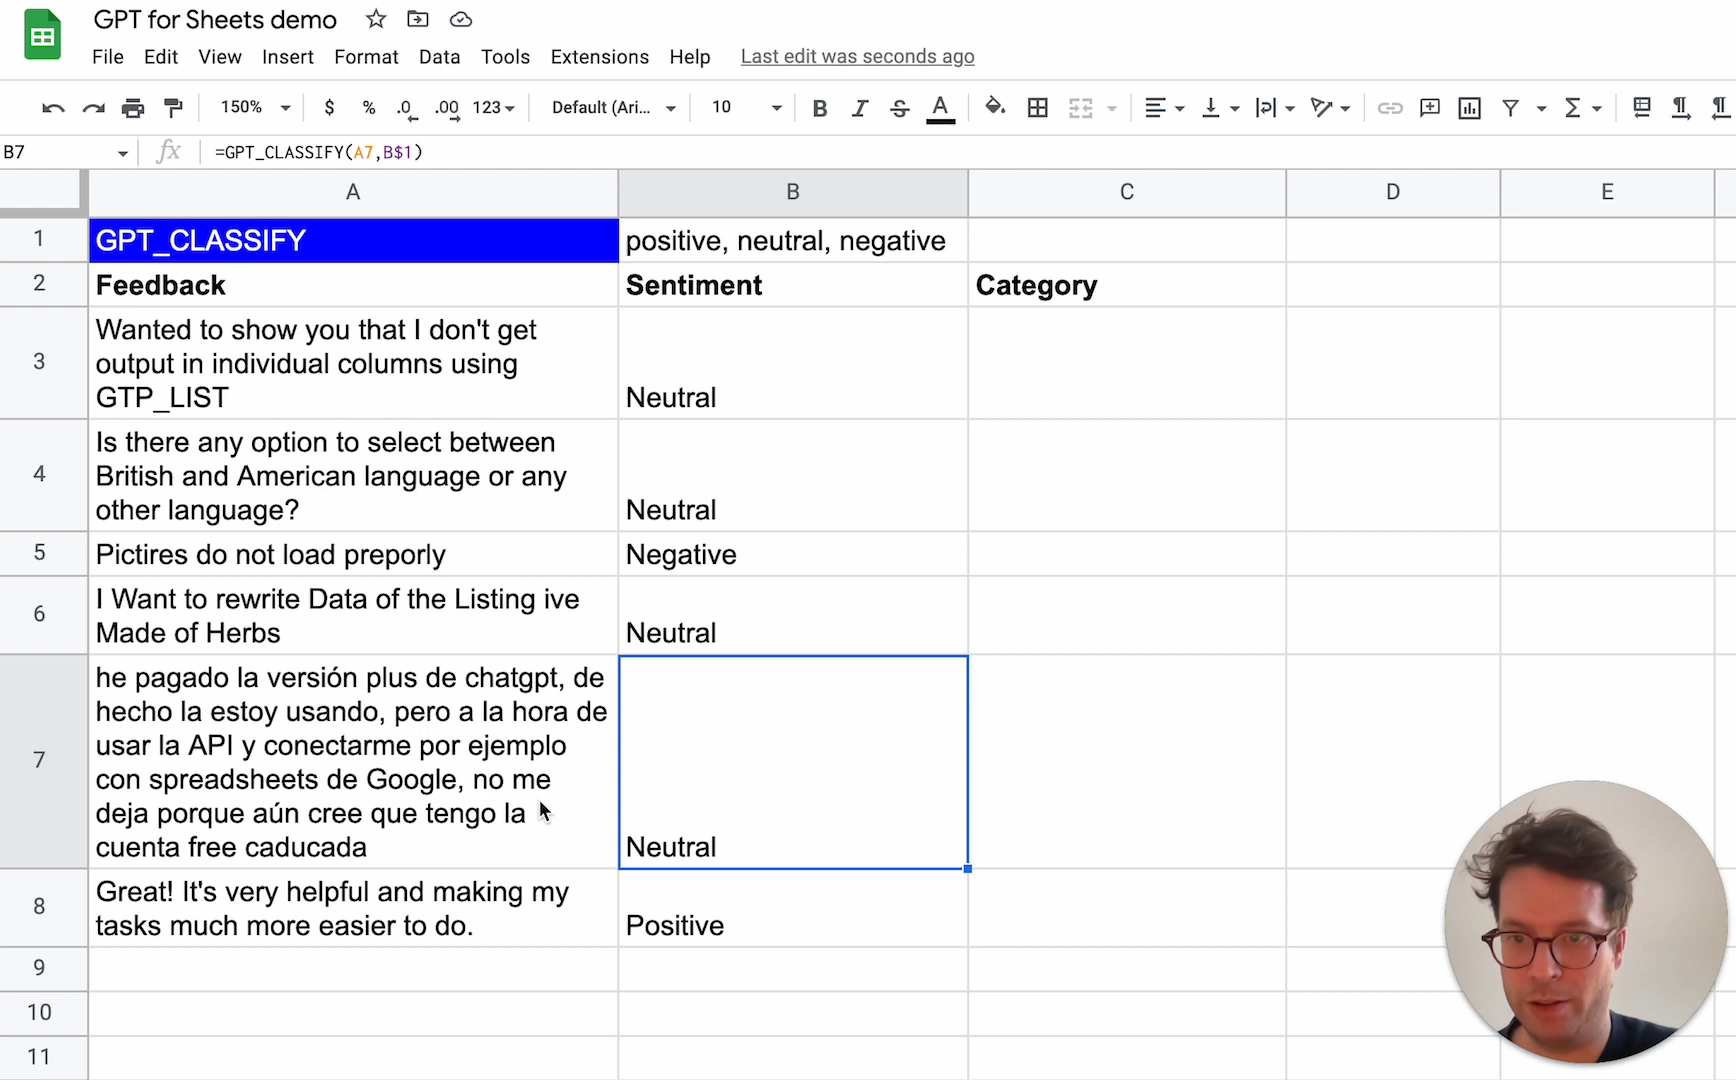 GPT for Sheets demo
File Edit View Insert Format Data Tools Extensions Help Last edit was seconds ago
150% $ % .0 .00 123 Default (Ari... 10 B I S A
B7 fx =GPT_CLASSIFY(A7,B$1)
A B C D E
1 GPT_CLASSIFY positive, neutral, negative
2 Feedback Sentiment Category
Wanted to show you that I don't get
3 output in individual columns using
GTP_LIST Neutral
Is there any option to select between
4 British and American language or any
other language? Neutral
5 Pictires do not load preporly Negative
6 I Want to rewrite Data of the Listing ive
Made of Herbs Neutral
he pagado la versión plus de chatgpt, de
hecho la estoy usando, pero a la hora de
7 usar la API y conectarme por ejemplo
con spreadsheets de Google, no me
deja porque aún cree que tengo la
cuenta free caducada Neutral
8 Great! It's very helpful and making my
tasks much more easier to do. Positive
9
10
11